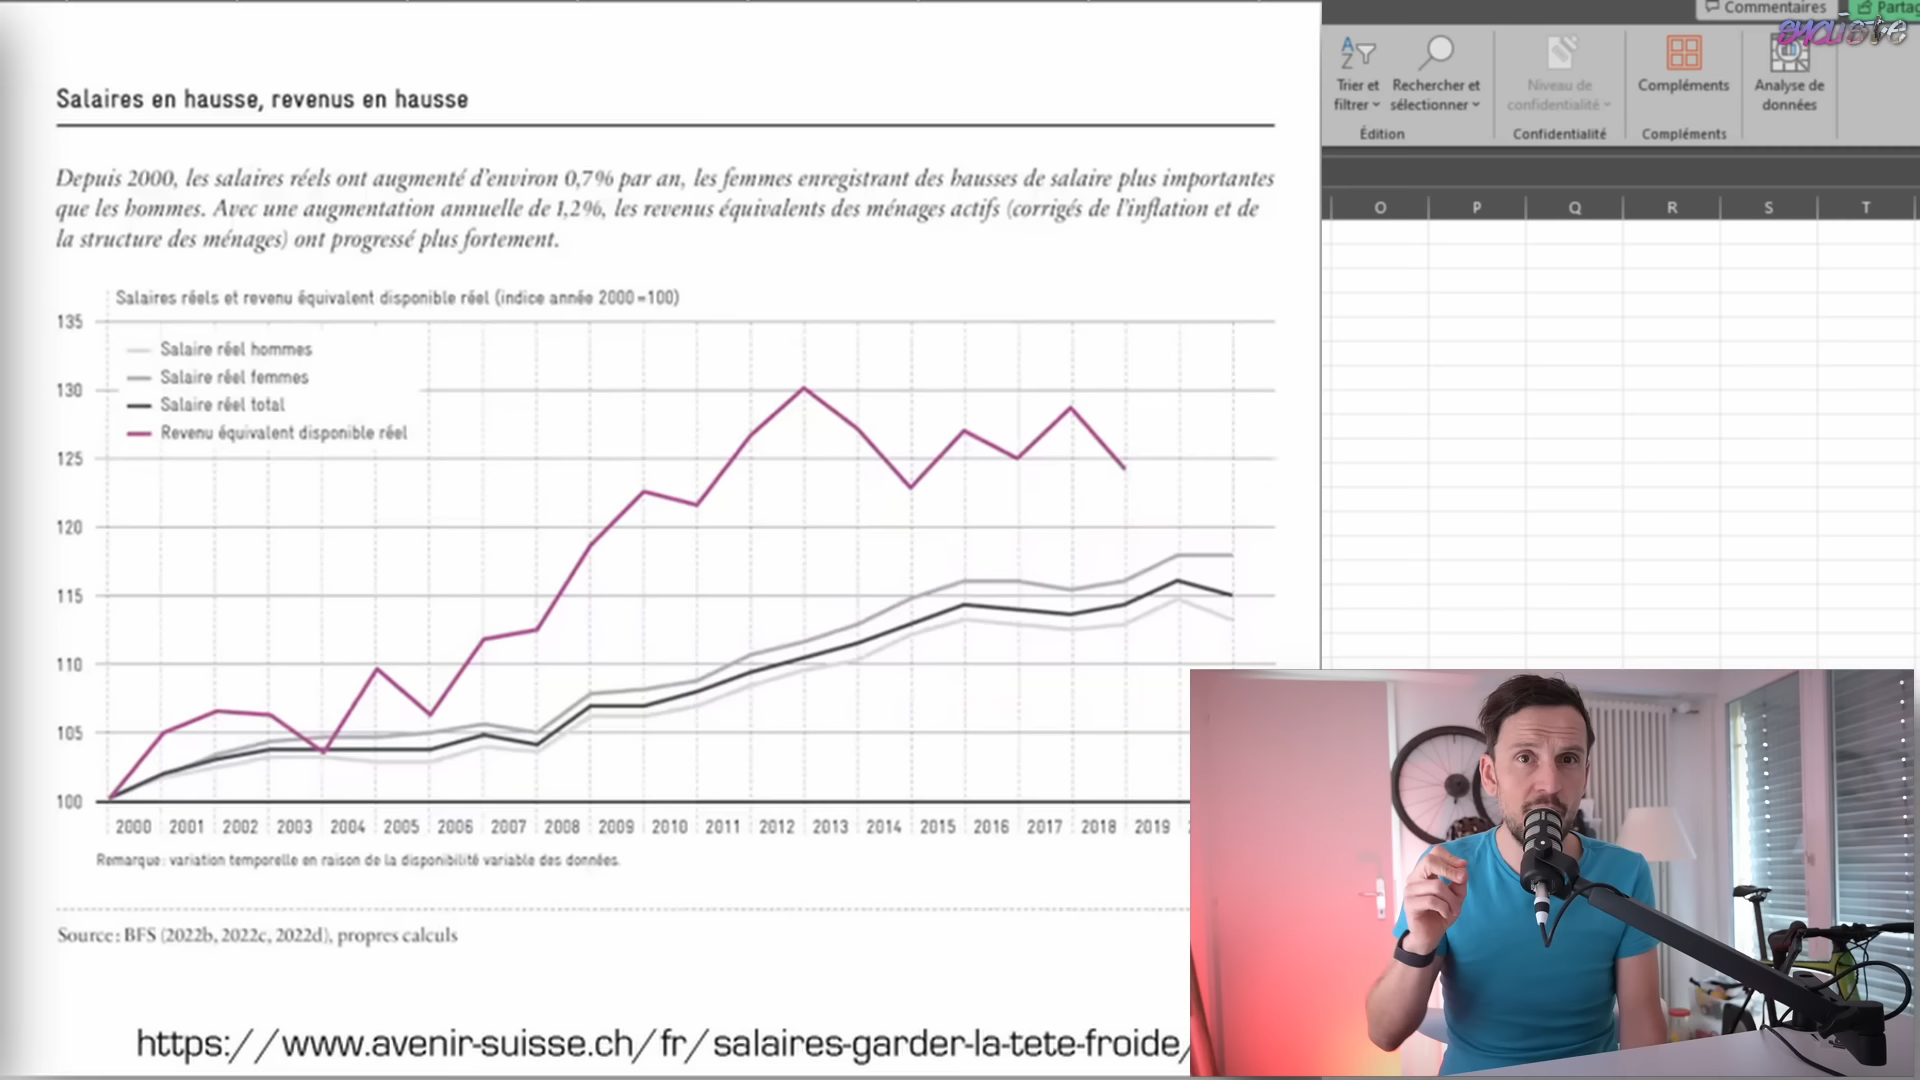 Commentaires
Partag
Trier et
filtrer
Rechercher et
sélectionner
Niveau de
confidentialité
Compléments
Analyse de
données
Édition
Confidentialité
Compléments
O P Q R S T
Salaires en hausse, revenus en hausse
Depuis 2000, les salaires réels ont augmenté d'environ 0,7% par an, les femmes enregistrant des hausses de salaire plus importantes
que les hommes. Avec une augmentation annuelle de 1,2%, les revenus équivalents des ménages actifs (corrigés de l'inflation et de
la structure des ménages) ont progressé plus fortement.
Salaires réels et revenu équivalent disponible réel (indice année 2000=100)
135
Salaire réel hommes
Salaire réel femmes
130
Salaire réel total
Revenu équivalent disponible réel
125
120
115
110
105
100
2000 2001 2002 2003 2004 2005 2006 2007 2008 2009 2010 2011 2012 2013 2014 2015 2016 2017 2018 2019
Remarque: variation temporelle en raison de la disponibilité variable des données.
Source: BFS (2022b, 2022c, 2022d), propres calculs
https://www.avenir-suisse.ch/fr/salaires-garder-la-tete-froide/